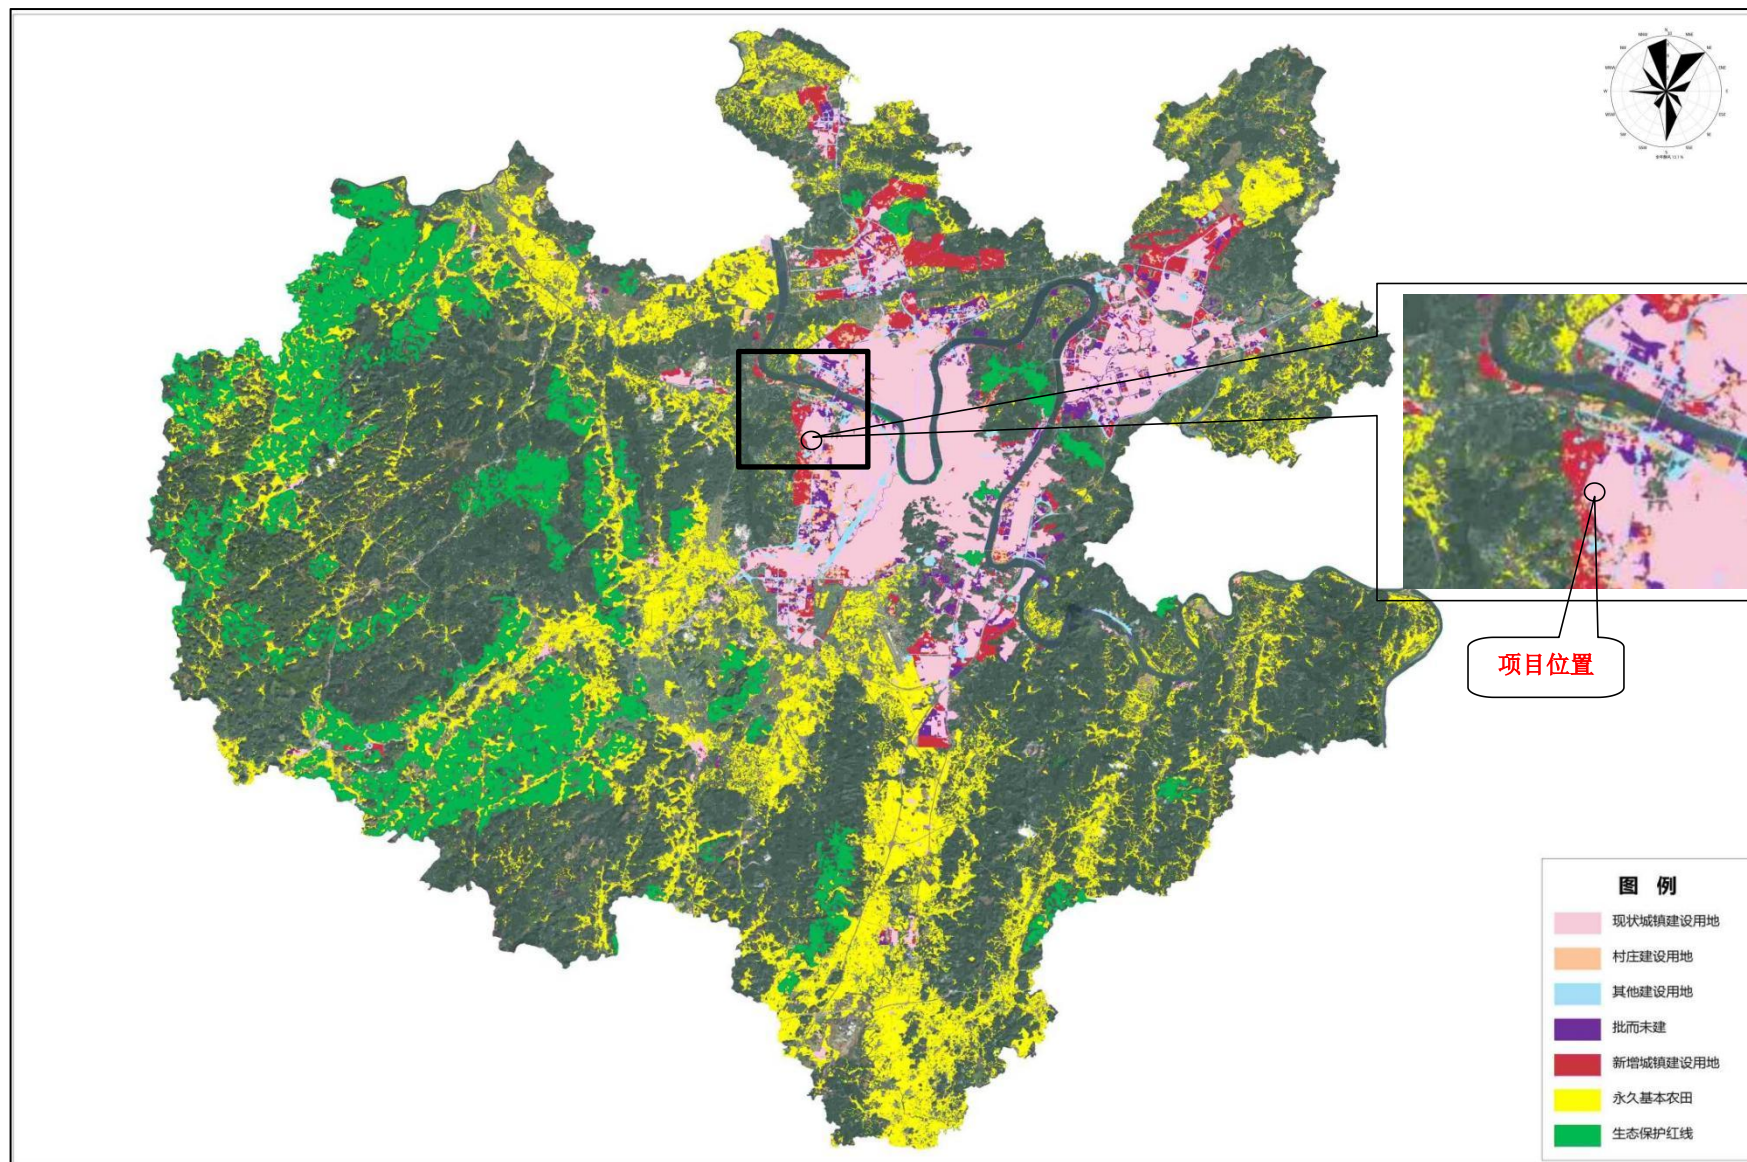 N
W
E
S
项目位置
图 例
现状城镇建设用地
村庄建设用地
其他建设用地
批而未建
新增城镇建设用地
永久基本农田
生态保护红线